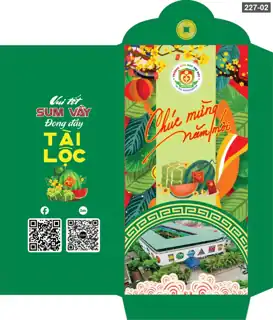 227-02
Vui tết
SUM VẦY
Đong đầy
TÀI
LỘC
Chúc mừng
năm mới